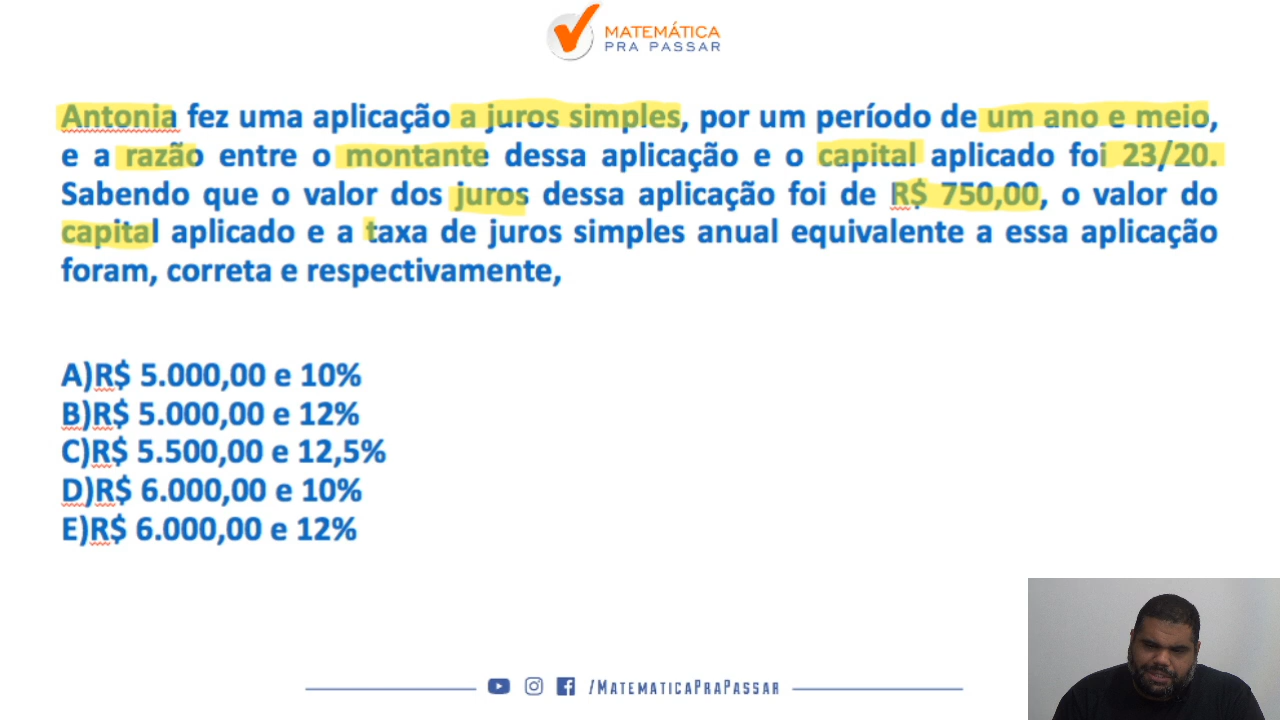 MATEMÁTICA
PRA PASSAR
Antonia fez uma aplicação a juros simples, por um período de um ano e meio,
e a razão entre o montante dessa aplicação e o capital aplicado foi 23/20.
Sabendo que o valor dos juros dessa aplicação foi de R$ 750,00, o valor do
capital aplicado e a taxa de juros simples anual equivalente a essa aplicação
foram, correta e respectivamente,
A)R$ 5.000,00 e 10%
B)R$ 5.000,00 e 12%
C)R$ 5.500,00 e 12,5%
D)R$ 6.000,00 e 10%
E)R$ 6.000,00 e 12%
/MATEMATICAPRAPASSAR